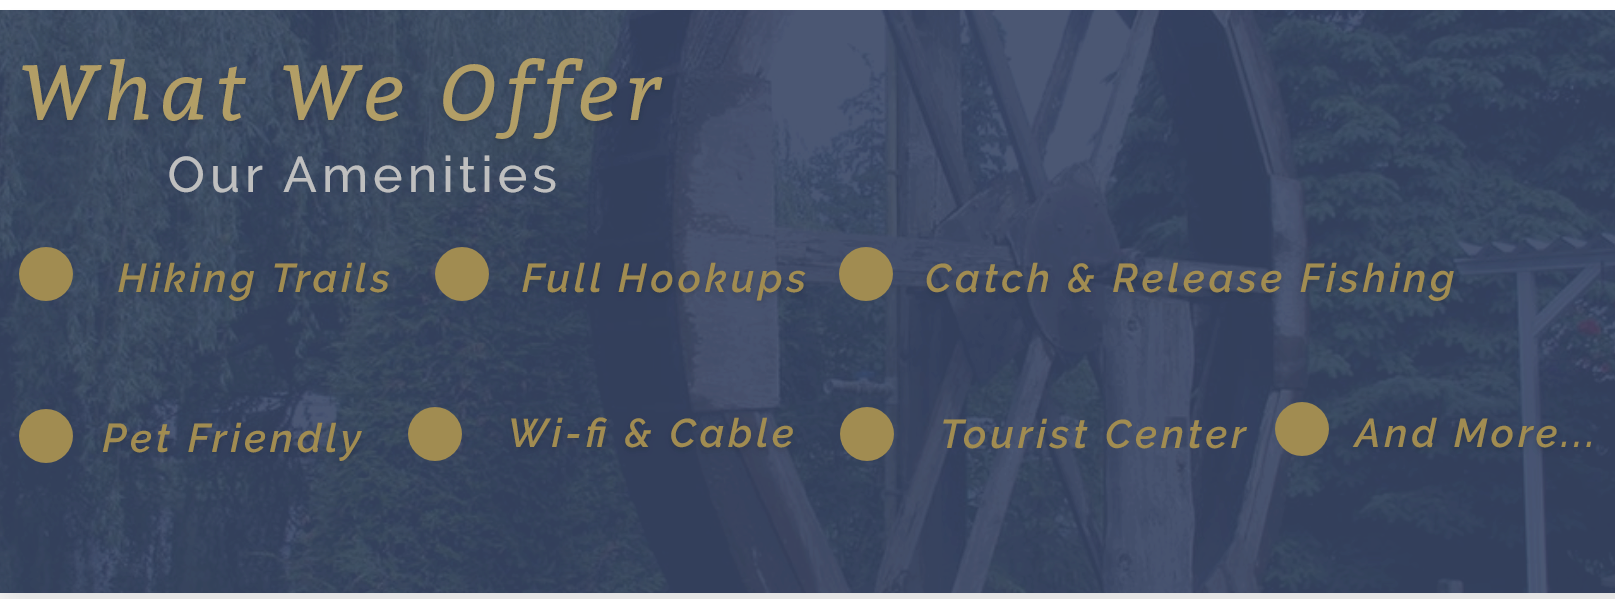 What We Offer
Our Amenities
Hiking Trails
Full Hookups
Catch & Release Fishing
Pet Friendly
Wi-fi & Cable
Tourist Center
And More...